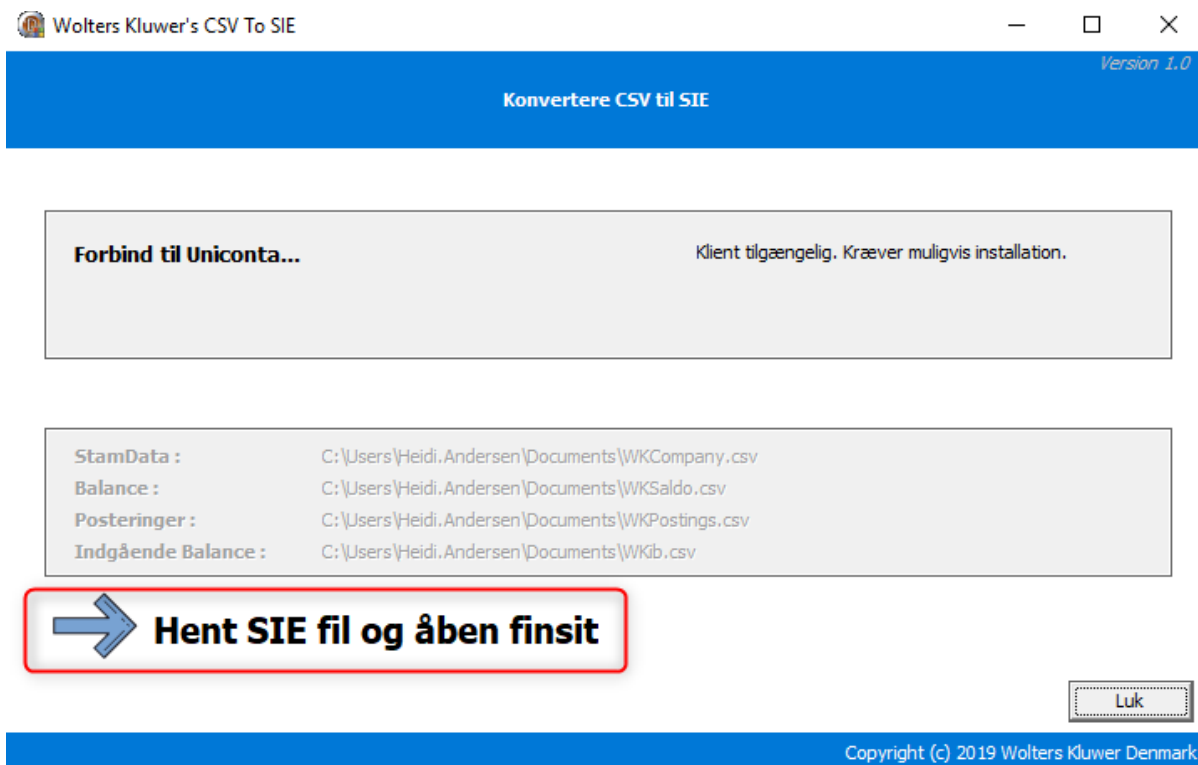 Wolters Kluwer's CSV To SIE
Version 1.0
Konvertere CSV til SIE
Forbind til Uniconta...
Klient tilgængelig. Kræver muligvis installation.
StamData : C:\Users\Heidi.Andersen\Documents\WKCompany.csv
Balance : C:\Users\Heidi.Andersen\Documents\WKSaldo.csv
Posteringer : C:\Users\Heidi.Andersen\Documents\WKPostings.csv
Indgående Balance : C:\Users\Heidi.Andersen\Documents\WKib.csv
Hent SIE fil og åben finsit
Luk
Copyright (c) 2019 Wolters Kluwer Denmark